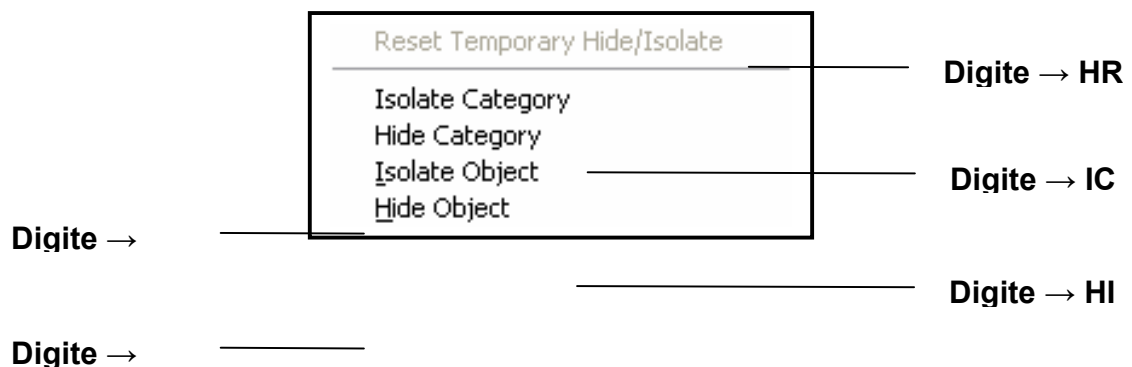 Reset Temporary Hide/Isolate
Digite → HR
Isolate Category
Hide Category
Isolate Object
Digite → IC
Hide Object
Digite →
Digite → HI
Digite →